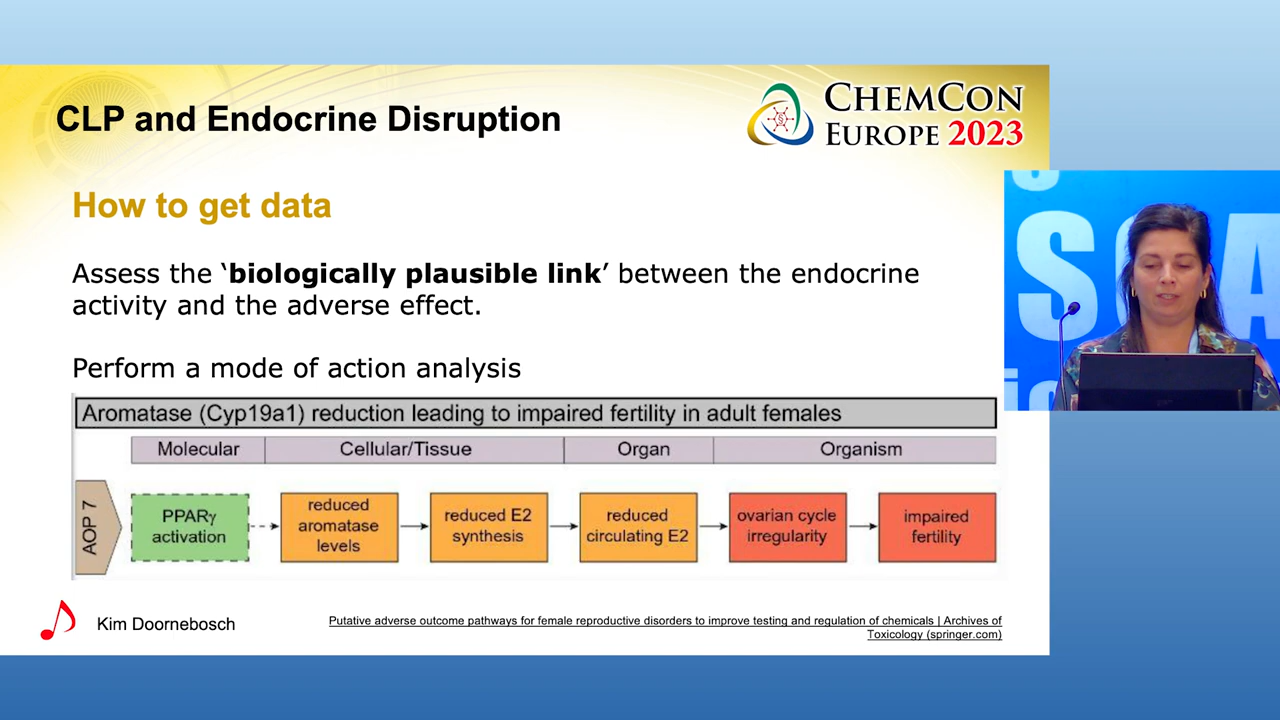 CLP and Endocrine Disruption
CHEMCON
EUROPE 2023
How to get data
Assess the ‘biologically plausible link’ between the endocrine
activity and the adverse effect.
Perform a mode of action analysis
Aromatase (Cyp19a1) reduction leading to impaired fertility in adult females
Molecular
Cellular/Tissue
Organ
Organism
AOP 7
PPARγ
activation
reduced
aromatase
levels
reduced E2
synthesis
reduced
circulating E2
ovarian cycle
irregularity
impaired
fertility
Kim Doornebosch
Putative adverse outcome pathways for female reproductive disorders to improve testing and regulation of chemicals | Archives of
Toxicology (springer.com)